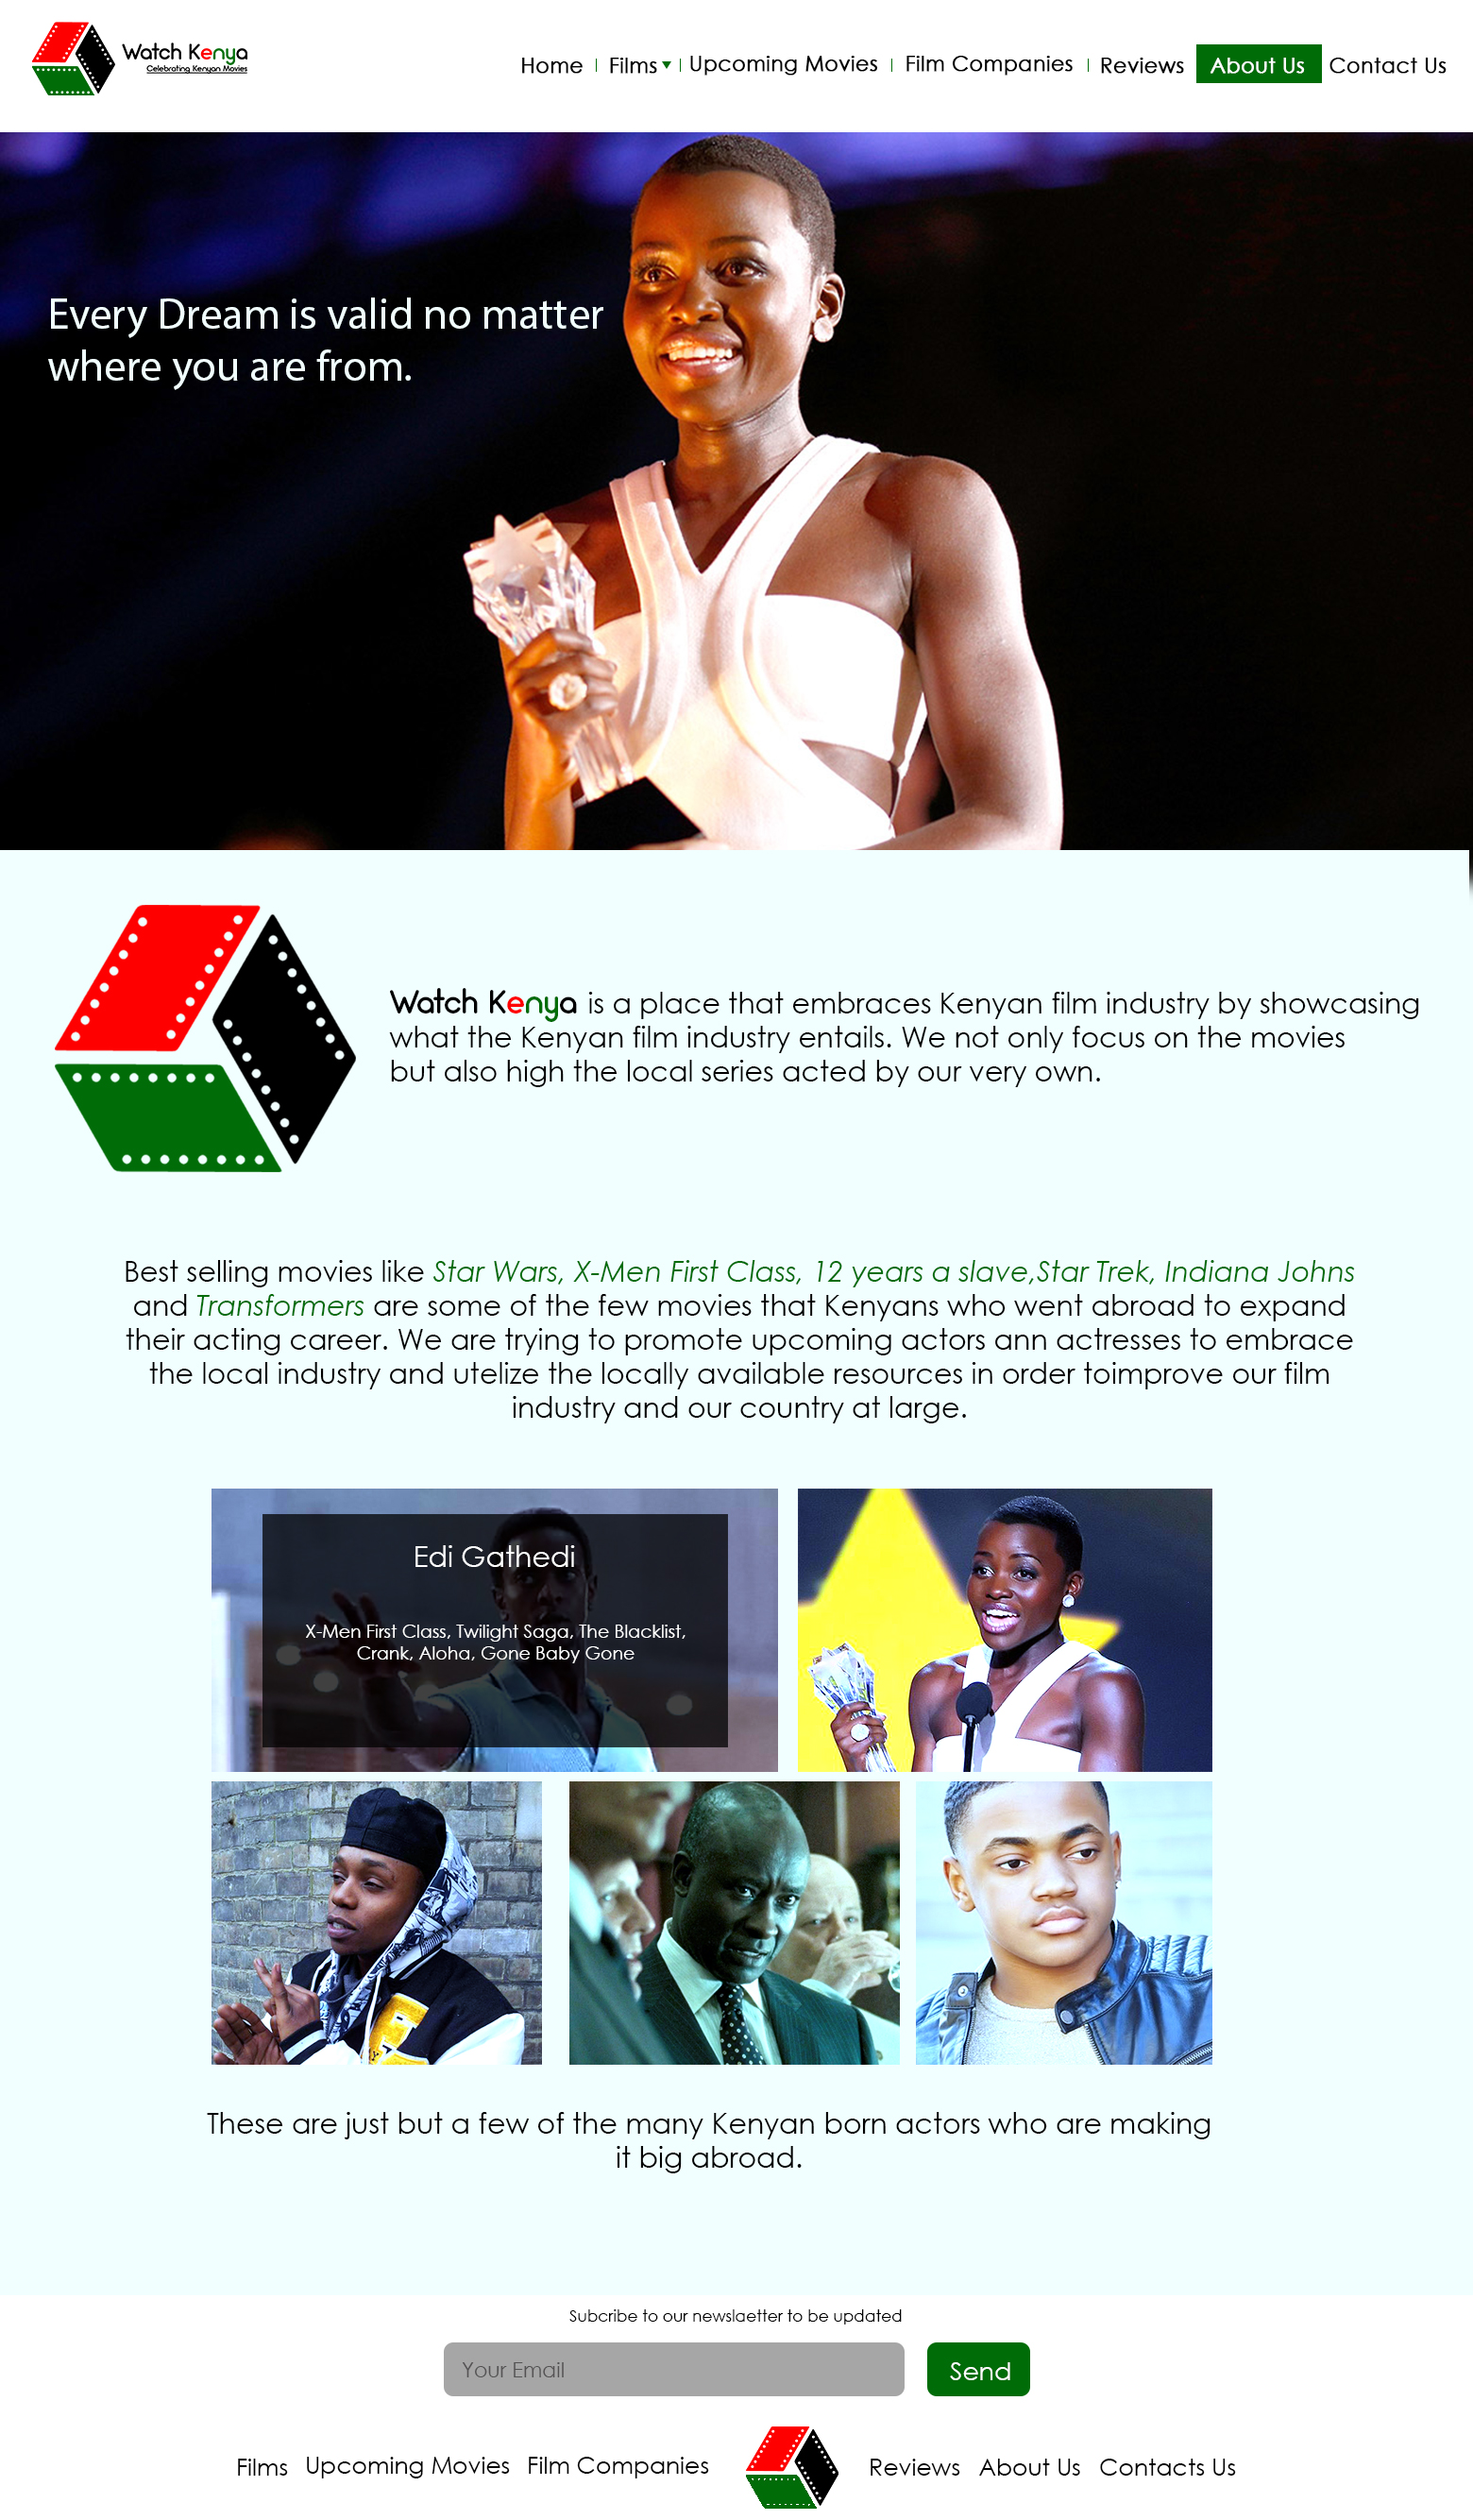 Watch Kenya
Celebrating Kenyan Movies
Home
Films
Upcoming Movies
Film Companies
Reviews
About Us
Contact Us
Every Dream is valid no matter
where you are from.
Watch Kenya is a place that embraces Kenyan film industry by showcasing
what the Kenyan film industry entails. We not only focus on the movies
but also high the local series acted by our very own.
Best selling movies like Star Wars, X-Men First Class, 12 years a slave,Star Trek, Indiana Johns
and Transformers are some of the few movies that Kenyans who went abroad to expand
their acting career. We are trying to promote upcoming actors ann actresses to embrace
the local industry and utelize the locally available resources in order toimprove our film
industry and our country at large.
Edi Gathedi
X-Men First Class, Twilight Saga, The Blacklist,
Crank, Aloha, Gone Baby Gone
These are just but a few of the many Kenyan born actors who are making
it big abroad.
Subcribe to our newslaetter to be updated
Your Email
Send
Films
Upcoming Movies
Film Companies
Reviews
About Us
Contacts Us